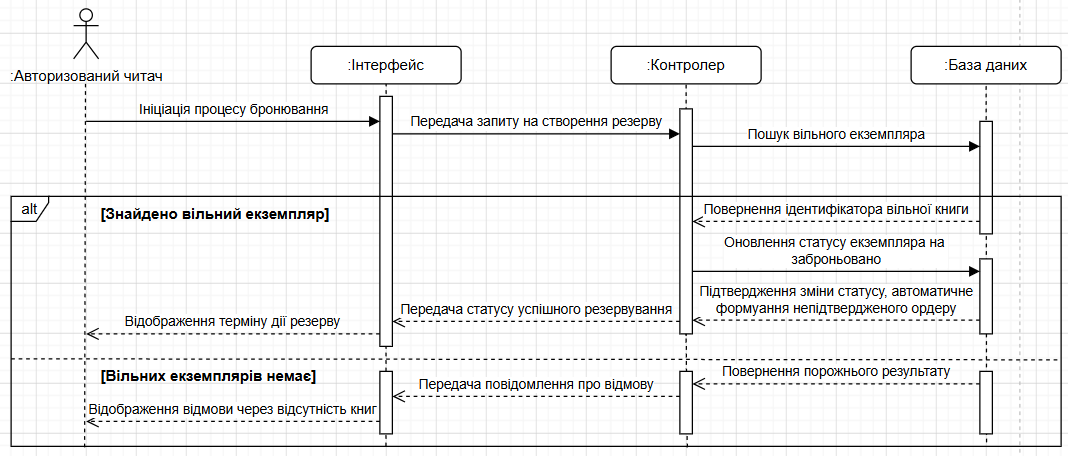 :Авторизований читач
:Інтерфейс
:Контролер
:База даних
Ініціація процесу бронювання
Передача запиту на створення резерву
Пошук вільного екземпляра
alt
[Знайдено вільний екземпляр]
Повернення ідентифікатора вільної книги
Оновлення статусу екземпляра на
заброньовано
Підтвердження зміни статусу, автоматичне
формуання непідтвердженого ордеру
Передача статусу успішного резервування
Відображення терміну дії резерву
[Вільних екземплярів немає]
Повернення порожнього результату
Передача повідомлення про відмову
Відображення відмови через відсутність книг